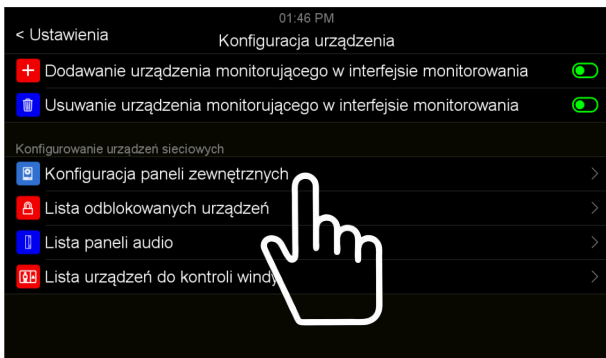 01:46 PM
< Ustawienia
Konfiguracja urządzenia
Dodawanie urządzenia monitorującego w interfejsie monitorowania
Usuwanie urządzenia monitorującego w interfejsie monitorowania
Konfigurowanie urządzeń sieciowych
Konfiguracja paneli zewnętrznych
Lista odblokowanych urządzeń
Lista paneli audio
Lista urządzeń do kontroli windy